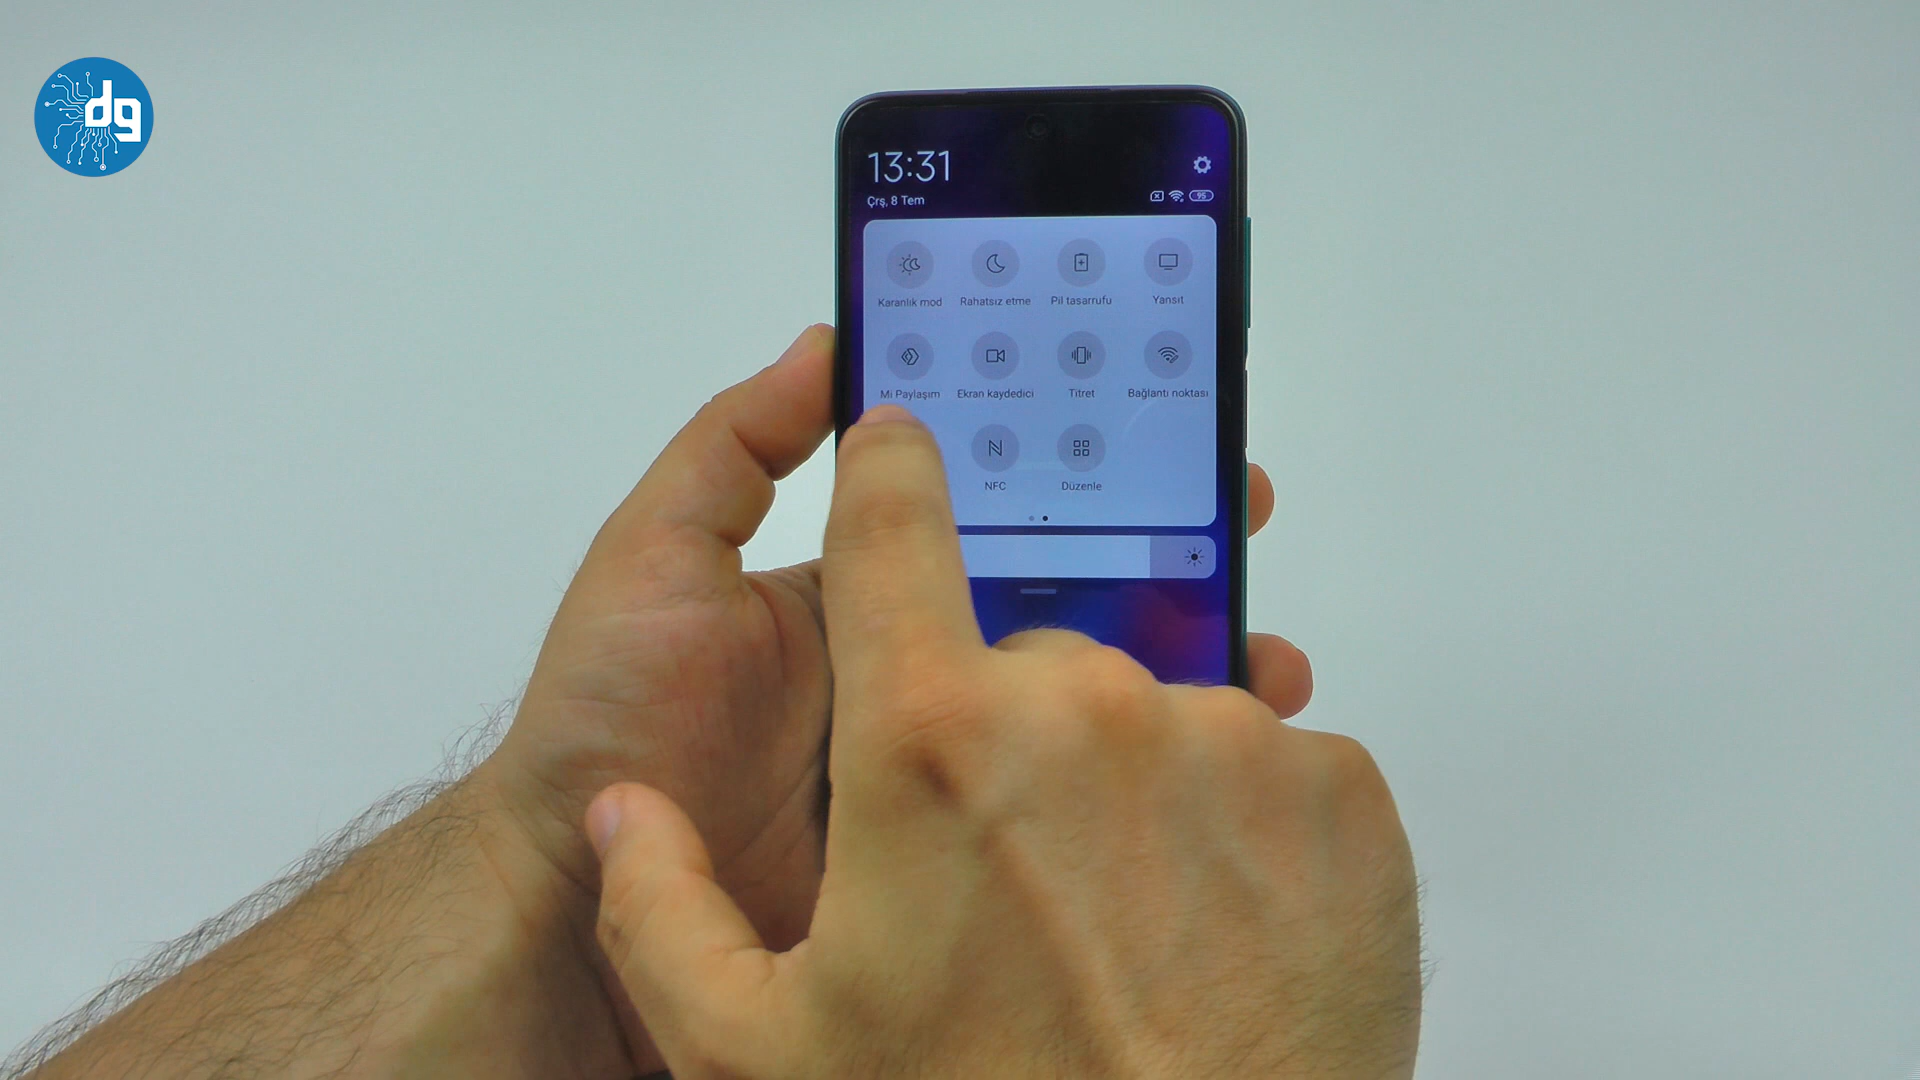 dg
13:31
Çrş, 8 Tem
95
Karanlık mod Rahatsız etme Pil tasarrufu Yansıt
Mi Paylaşım Ekran kaydedici Titret Bağlantı noktası
NFC Düzenle